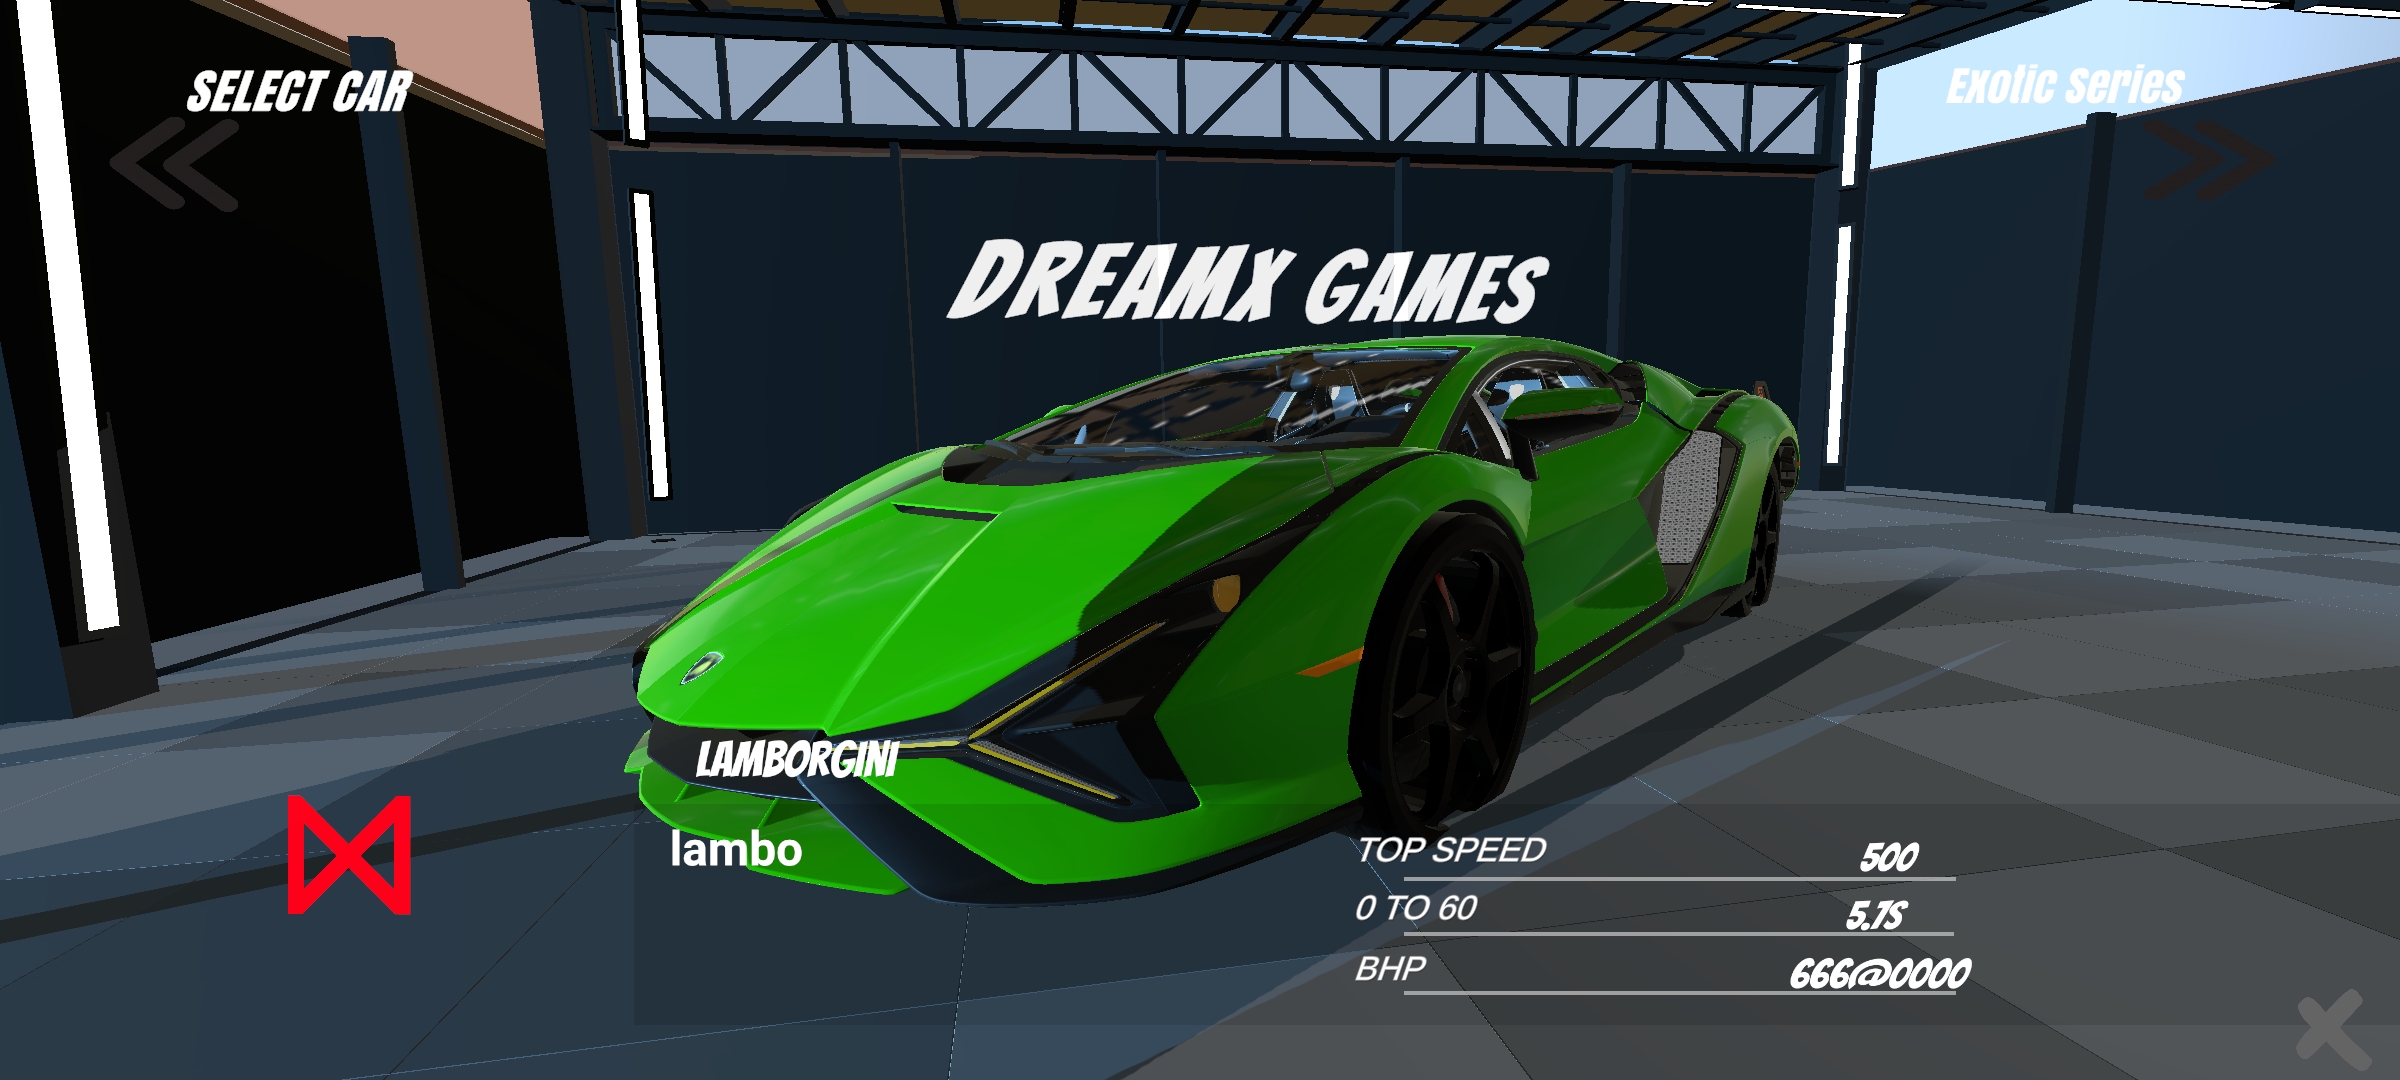 SELECT CAR
Exotic Series
DREAMX GAMES
LAMBORGINI
lambo
TOP SPEED 500
0 TO 60 5.7S
BHP 666@0000